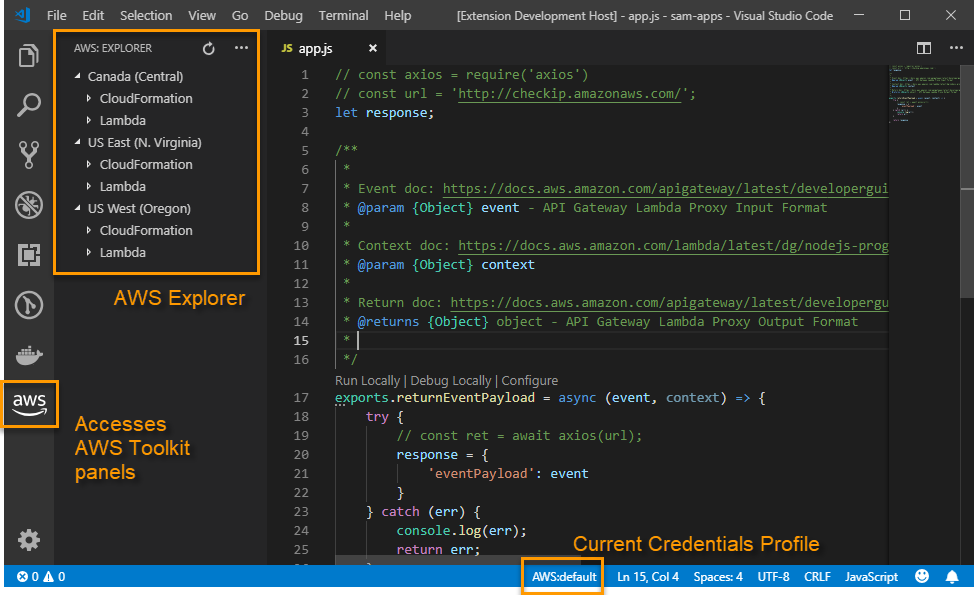 File Edit Selection View Go Debug Terminal Help [Extension Development Host] - app.js - sam-apps - Visual Studio Code
AWS: EXPLORER
Canada (Central)
CloudFormation
Lambda
US East (N. Virginia)
CloudFormation
Lambda
US West (Oregon)
CloudFormation
Lambda
AWS Explorer
aws
Accesses
AWS Toolkit
panels
JS app.js
1 // const axios = require('axios')
2 // const url = 'http://checkip.amazonaws.com/';
3 let response;
4
5 /**
6 *
7 * Event doc: https://docs.aws.amazon.com/apigateway/latest/developergui
8 * @param {Object} event - API Gateway Lambda Proxy Input Format
9 *
10 * Context doc: https://docs.aws.amazon.com/lambda/latest/dg/nodejs-prog
11 * @param {Object} context
12 *
13 * Return doc: https://docs.aws.amazon.com/apigateway/latest/developergu
14 * @returns {Object} object - API Gateway Lambda Proxy Output Format
15 *
16 */
Run Locally | Debug Locally | Configure
17 exports.returnEventPayload = async (event, context) => {
18 try {
19 // const ret = await axios(url);
20 response = {
21 'eventPayload': event
22 }
23 } catch (err) {
24 console.log(err);
25 return err;
Current Credentials Profile
0 0 AWS:default Ln 15, Col 4 Spaces: 4 UTF-8 CRLF JavaScript